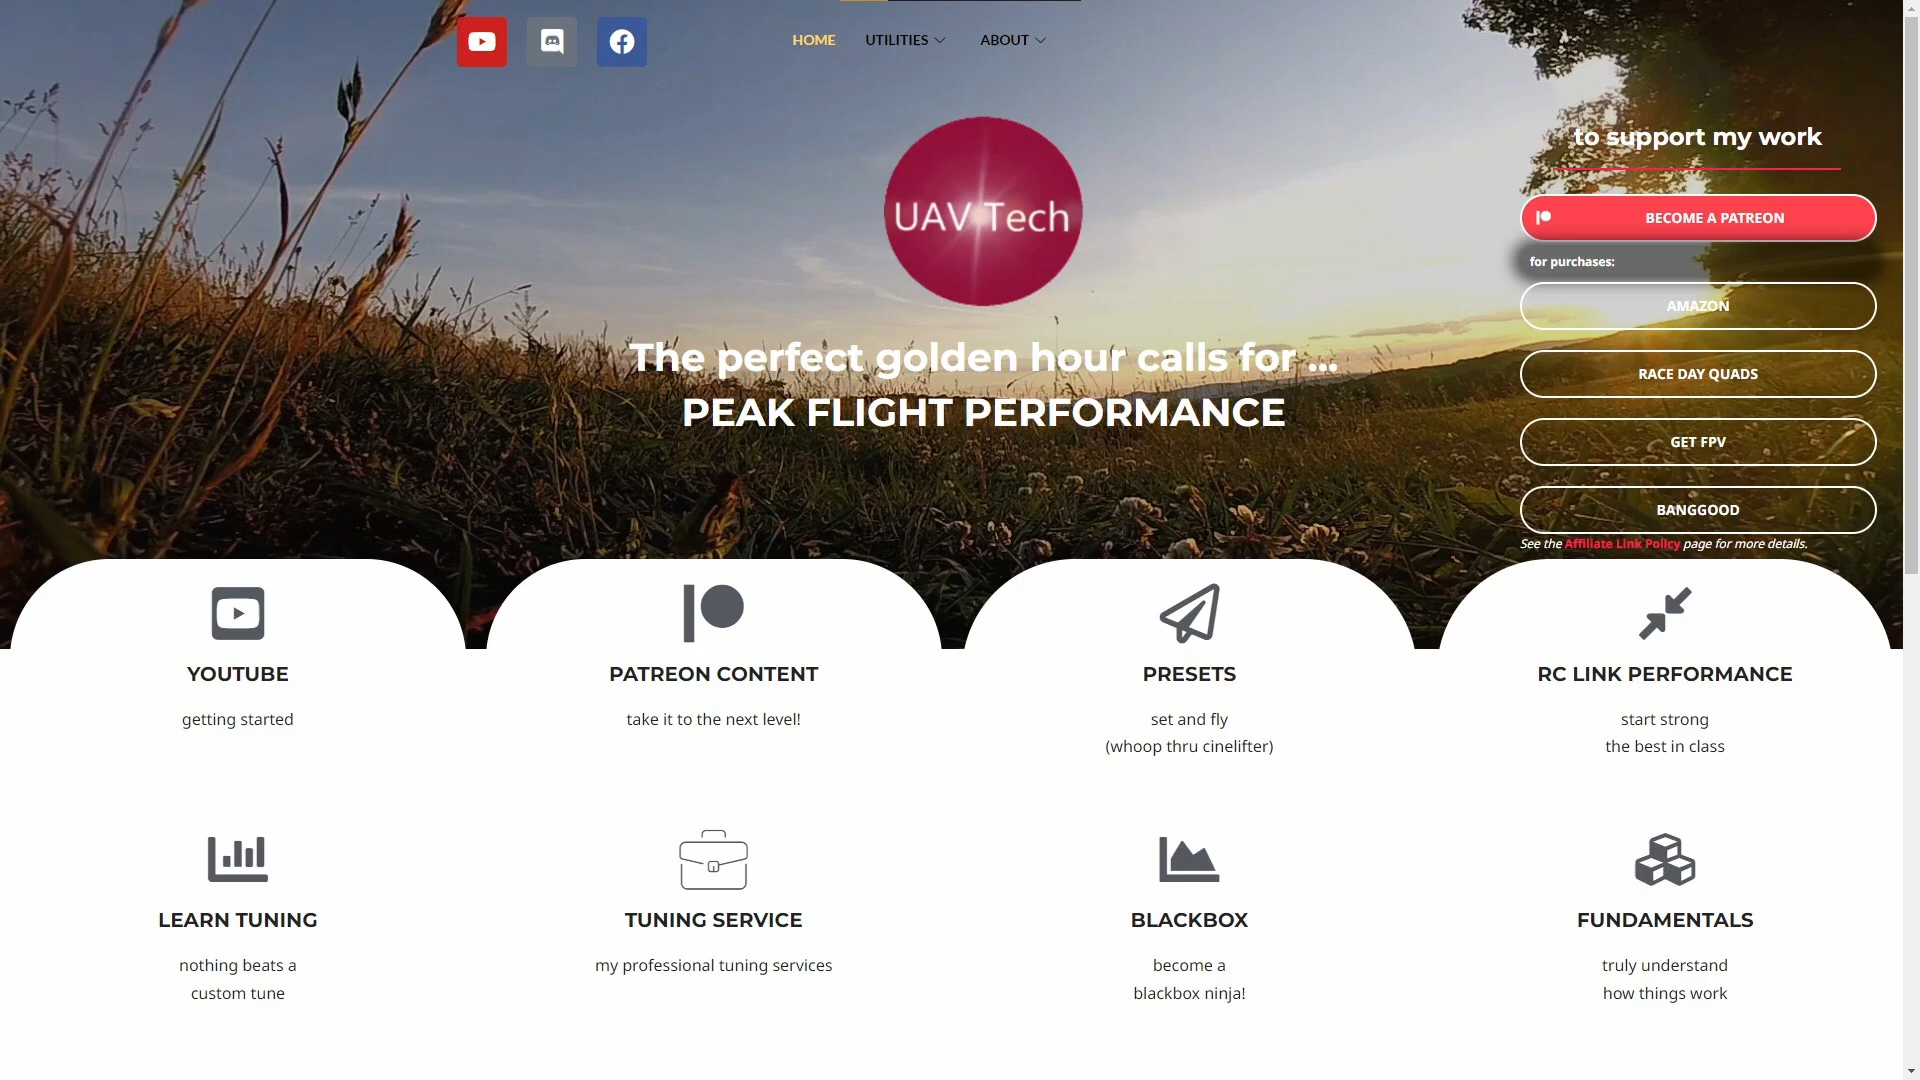 HOME
UTILITIES
ABOUT
UAV Tech
The perfect golden hour calls for ...
PEAK FLIGHT PERFORMANCE
to support my work
BECOME A PATREON
for purchases:
AMAZON
RACE DAY QUADS
GET FPV
BANGGOOD
See the Affiliate Link Policy page for more details.
YOUTUBE
getting started
PATREON CONTENT
take it to the next level!
PRESETS
set and fly
(whoop thru cinelifter)
RC LINK PERFORMANCE
start strong
the best in class
LEARN TUNING
nothing beats a
custom tune
TUNING SERVICE
my professional tuning services
BLACKBOX
become a
blackbox ninja!
FUNDAMENTALS
truly understand
how things work